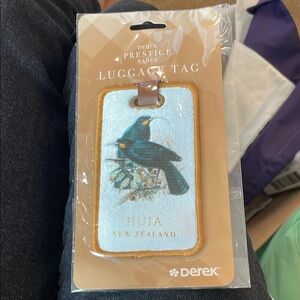 DEREK
PRESTIGE
RANGE
LUGGAGE TAG
HUIA
NEW ZEALAND
DEREK